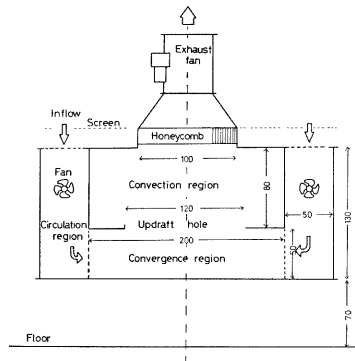 Exhaust
fan
Inflow
Screen
Honeycomb
100
Fan
Convection region
80
120
50
130
Circulation
region
Updraft hole
200
50
Convergence region
70
Floor